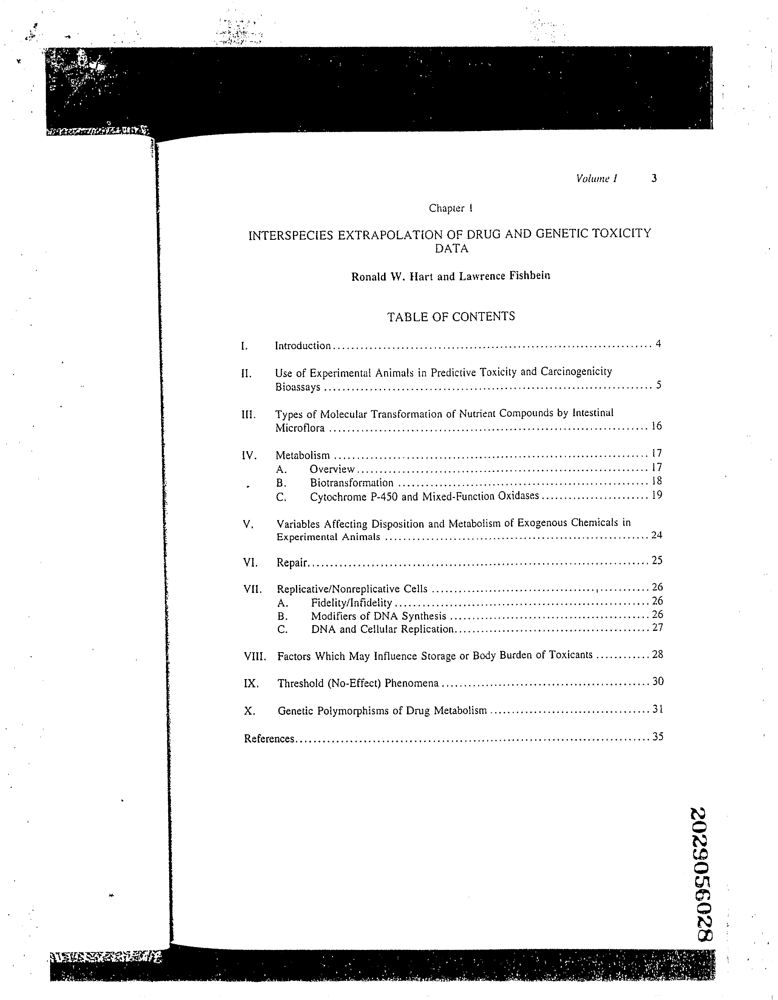 Volume I 3
Chapter 1
INTERSPECIES EXTRAPOLATION OF DRUG AND GENETIC TOXICITY
DATA
Ronald W. Hart and Lawrence Fishbein
TABLE OF CONTENTS
I. Introduction ........................................................................ 4
II. Use of Experimental Animals in Predictive Toxicity and Carcinogenicity
Bioassays ........................................................................ 5
III. Types of Molecular Transformation of Nutrient Compounds by Intestinal
Microflora ...................................................................... 16
IV. Metabolism ..................................................................... 17
A. Overview ................................................................ 17
B. Biotransformation ....................................................... 18
C. Cytochrome P-450 and Mixed-Function Oxidases ........................ 19
V. Variables Affecting Disposition and Metabolism of Exogenous Chemicals in
Experimental Animals .......................................................... 24
VI. Repair ........................................................................... 25
VII. Replicative/Nonreplicative Cells ................................................ 26
A. Fidelity/Infidelity ........................................................ 26
B. Modifiers of DNA Synthesis ............................................ 26
C. DNA and Cellular Replication ........................................... 27
VIII. Factors Which May Influence Storage or Body Burden of Toxicants ............ 28
IX. Threshold (No-Effect) Phenomena .............................................. 30
X. Genetic Polymorphisms of Drug Metabolism ................................... 31
References .............................................................................. 35
2029056028